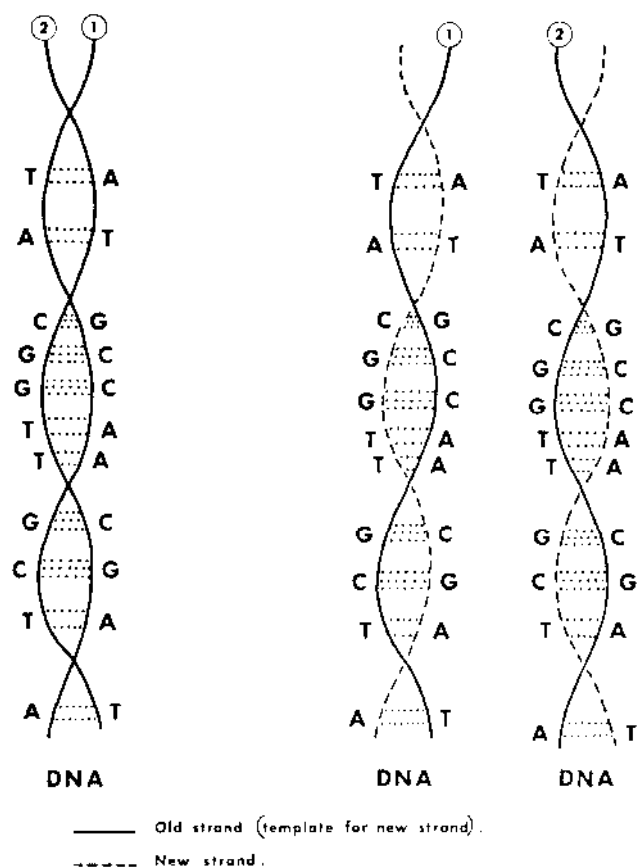 2 1 1 2
T A T A T A
A T A T A T
C G C G C G
G C G C G C
G C G C G C
T A T A T A
T A T A T A
G C G C G C
C G C G C G
T A T A T A
A T A T A T
DNA DNA DNA
Old strand (template for new strand).
New strand.